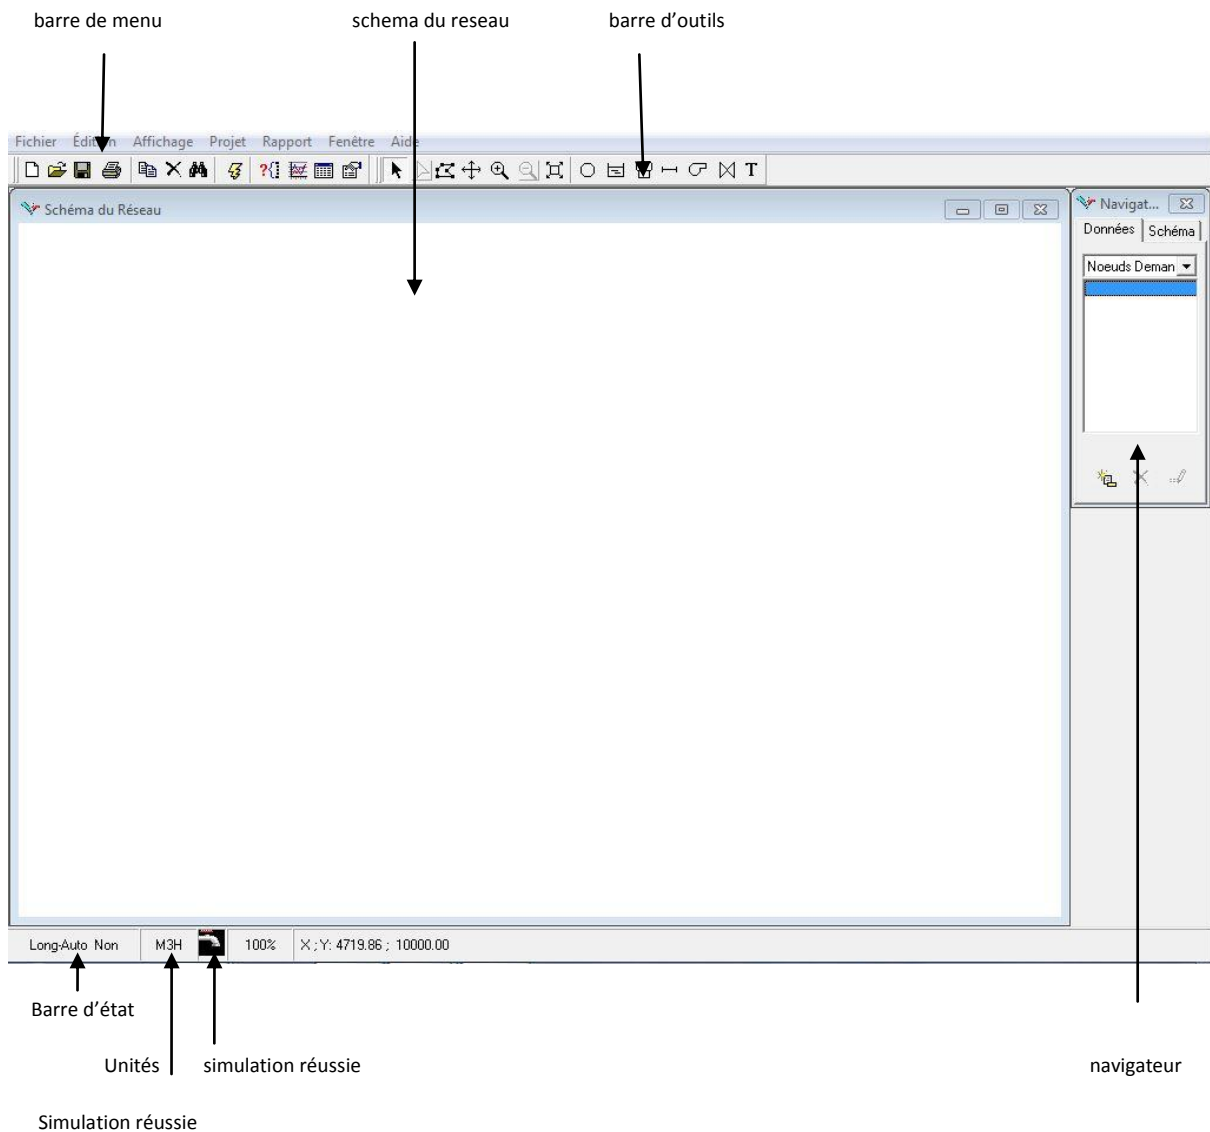 barre de menu schema du reseau barre d’outils
Fichier Édition Affichage Projet Rapport Fenêtre Aide
T
Schéma du Réseau
Navigat...
Données Schéma
Noeuds Deman
Long-Auto Non M3H 100% X ; Y: 4719.86 ; 10000.00
Barre d’état
Unités simulation réussie navigateur
Simulation réussie